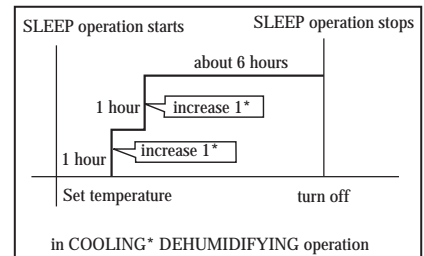 SLEEP operation starts
SLEEP operation stops
about 6 hours
1 hour
increase 1*
increase 1*
1 hour
Set temperature
turn off
in COOLING* DEHUMIDIFYING operation